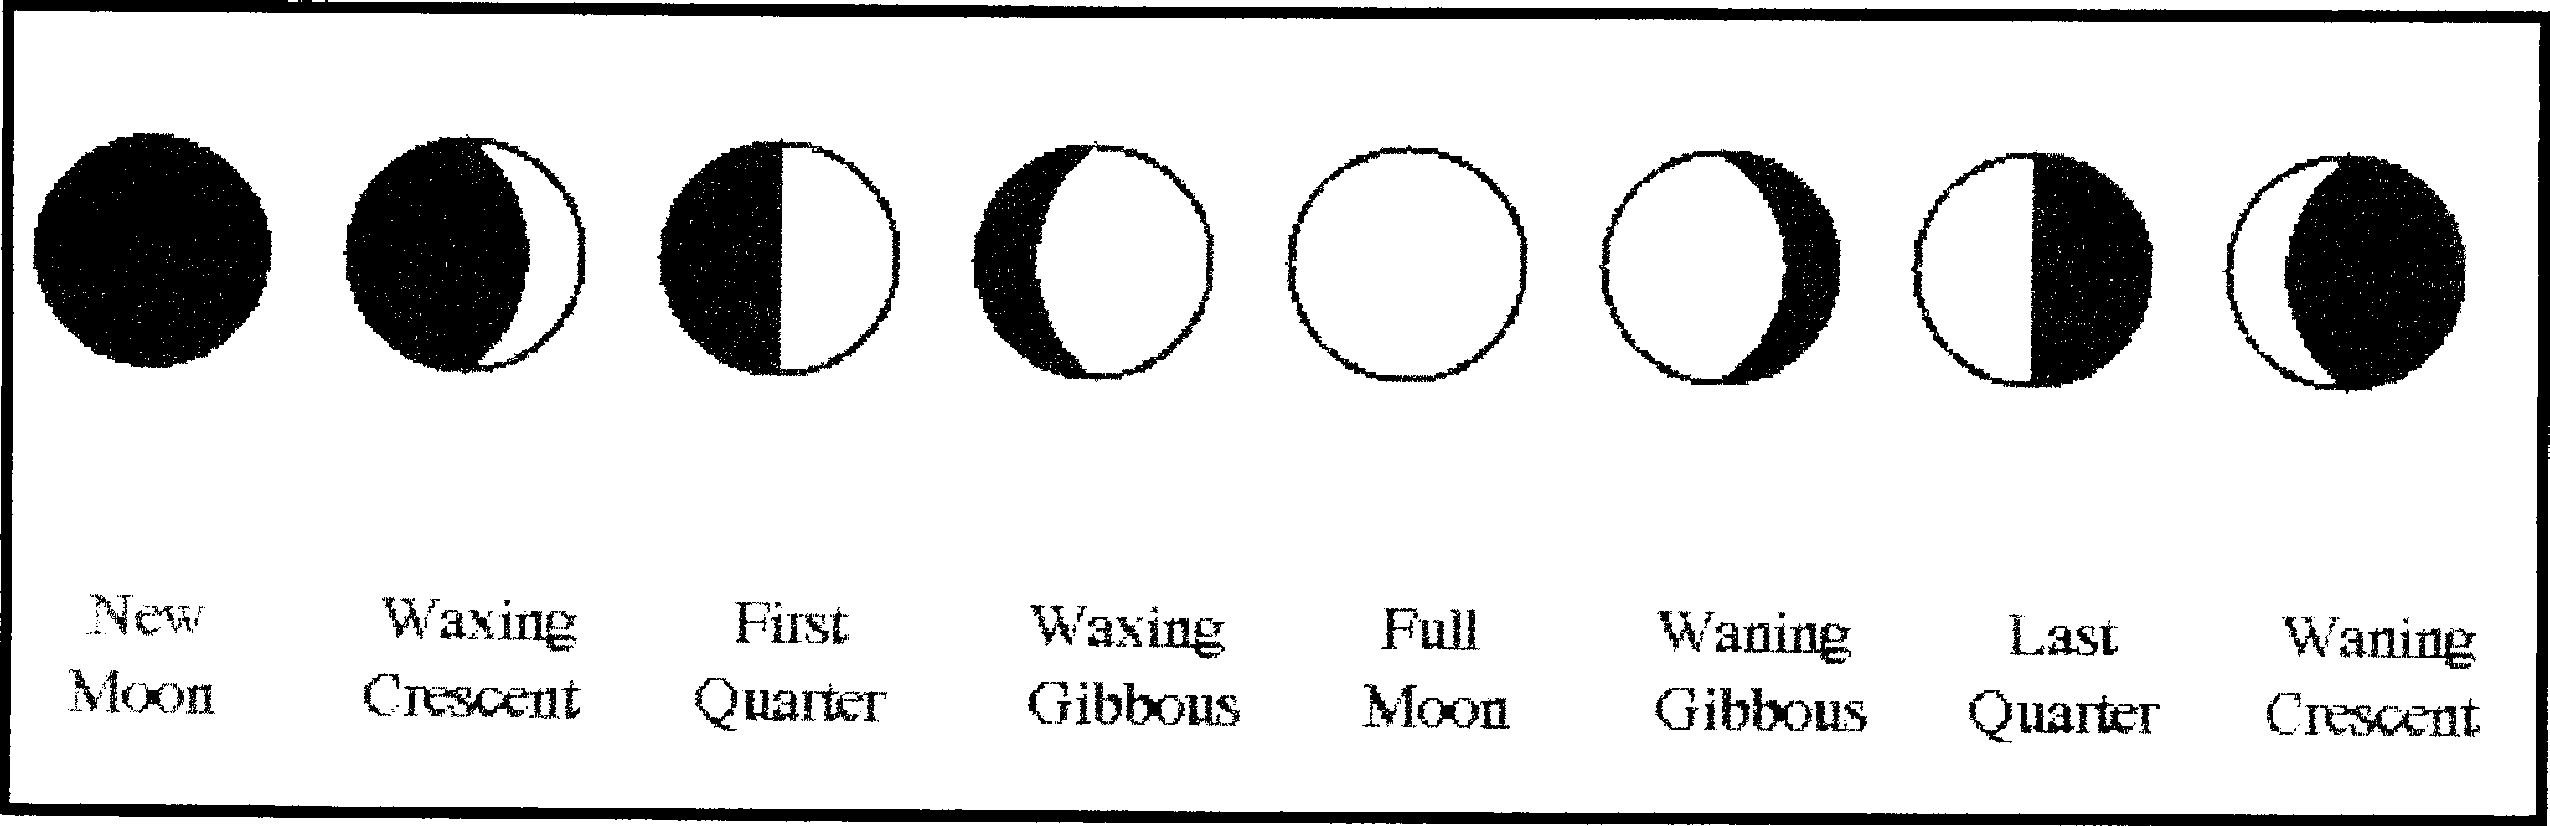 New Moon
Waxing Crescent
First Quarter
Waxing Gibbous
Full Moon
Waning Gibbous
Last Quarter
Waning Crescent